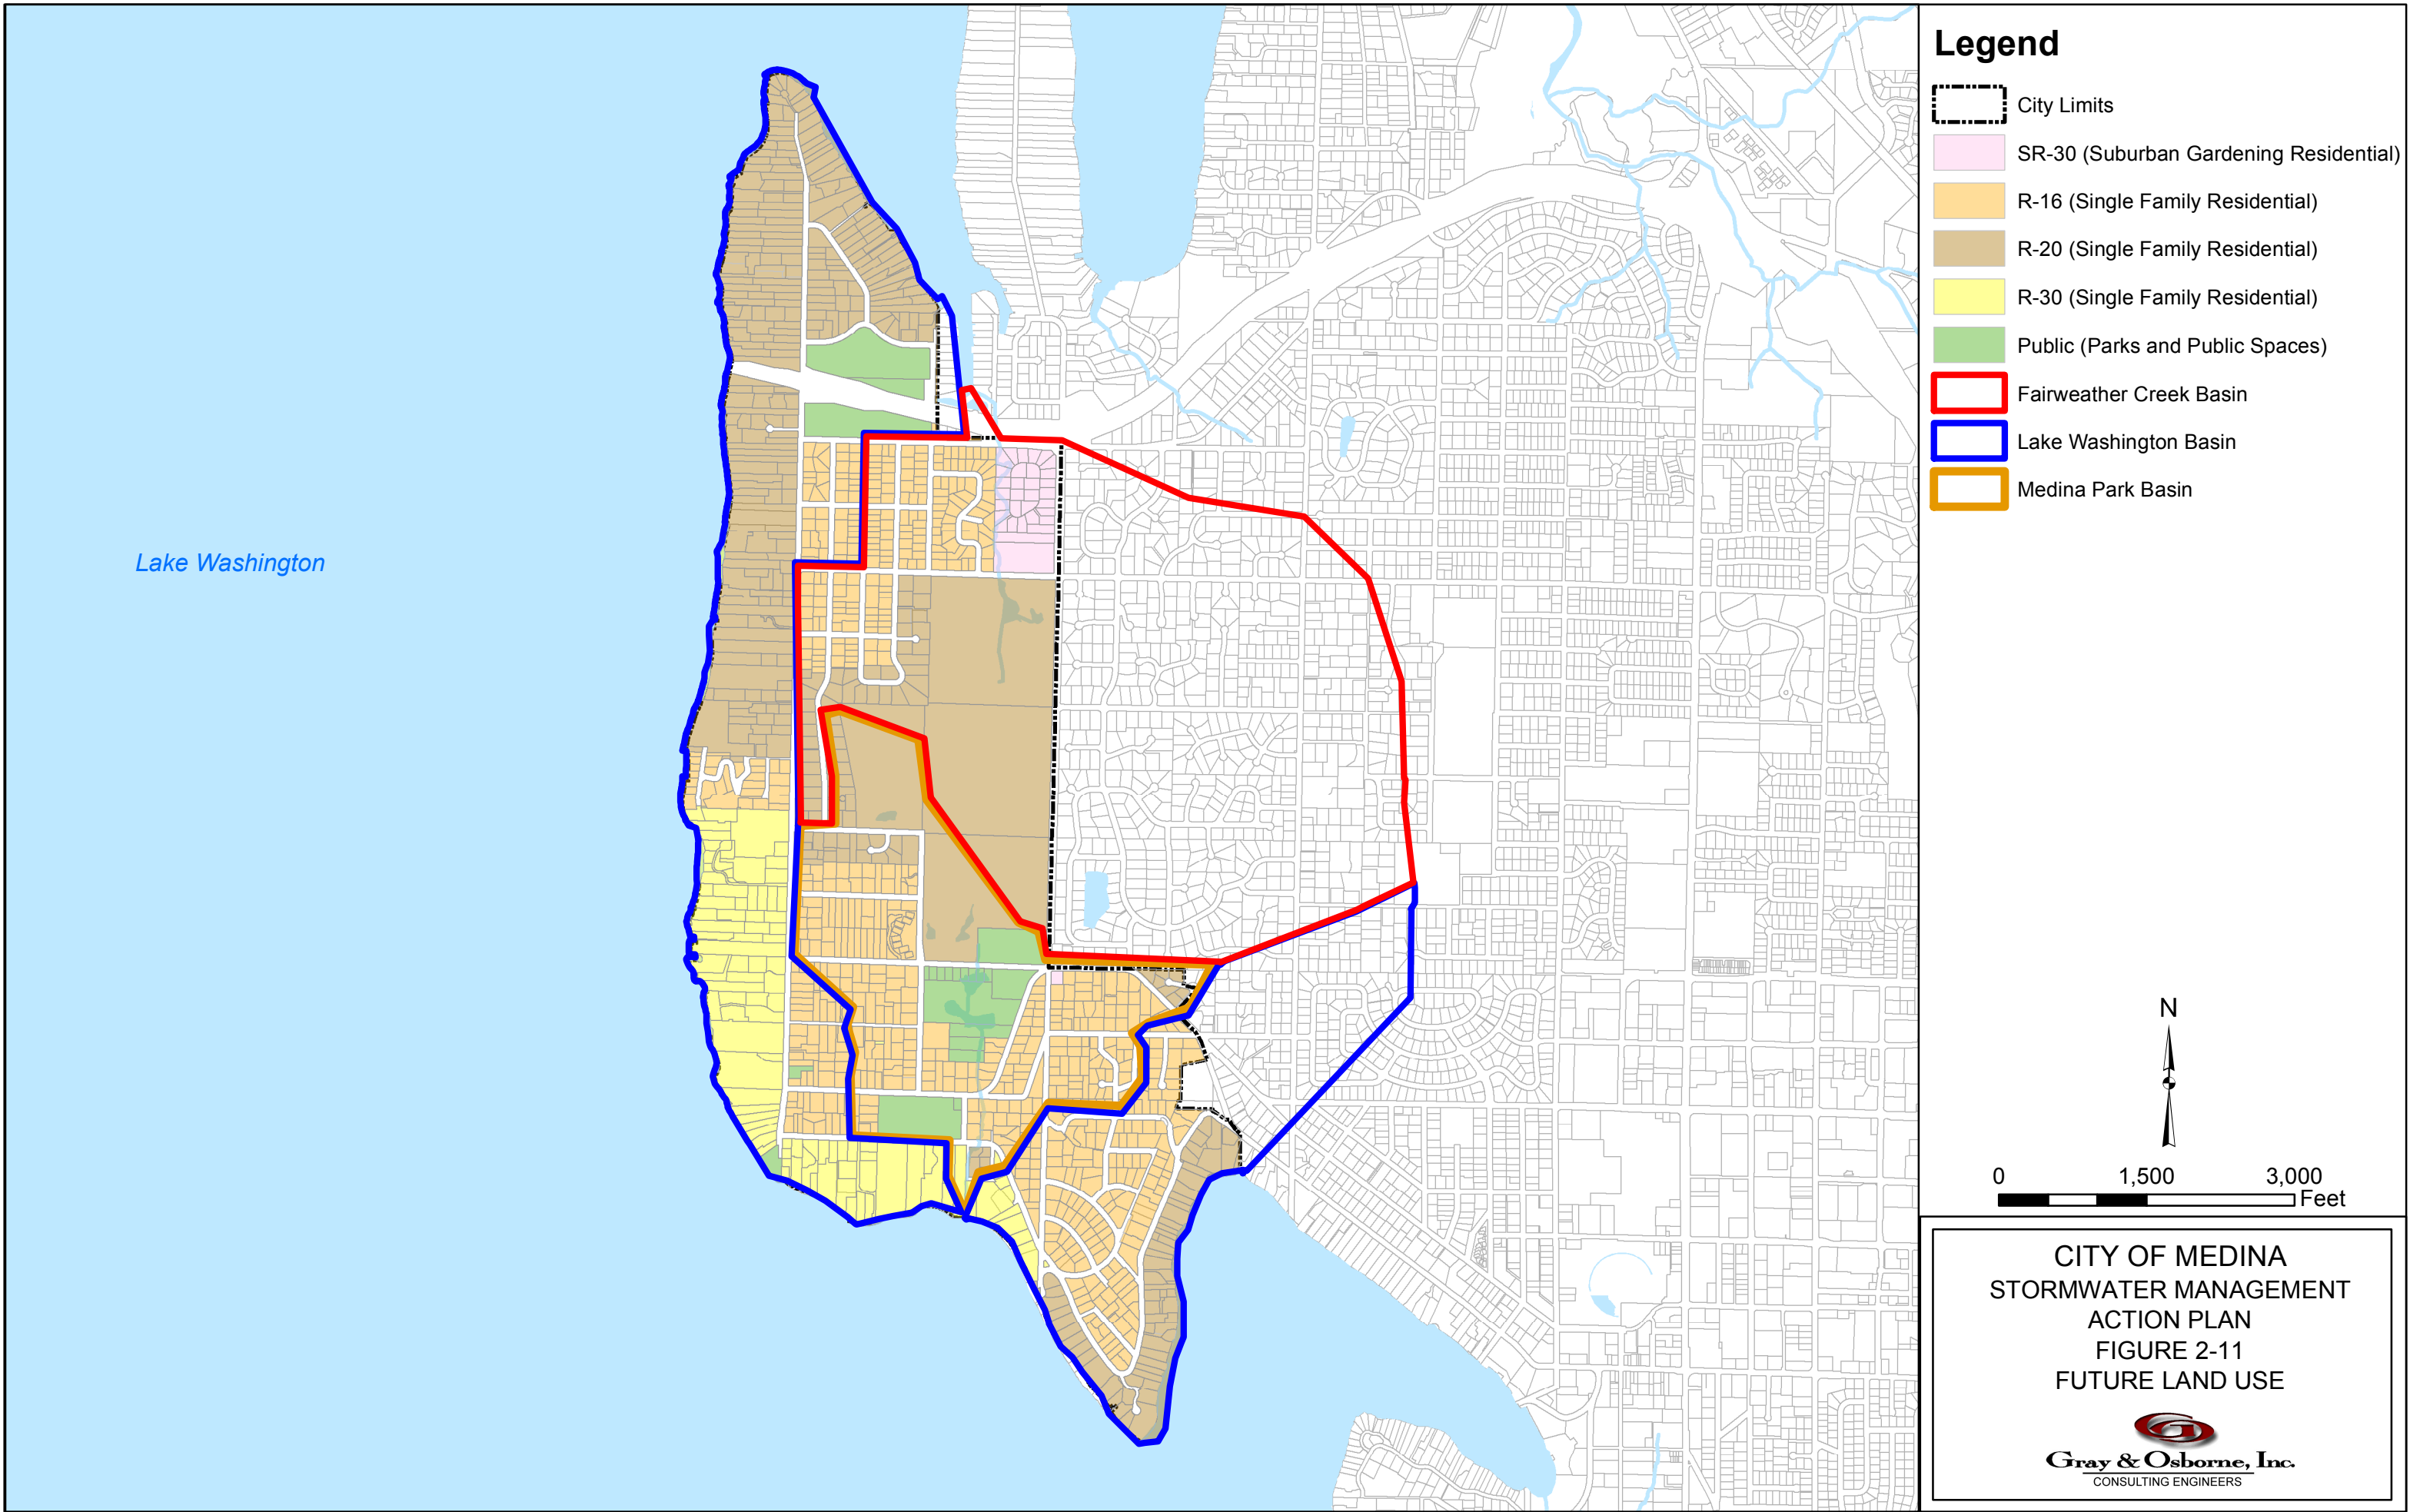 Lake Washington
Legend
City Limits
SR-30 (Suburban Gardening Residential)
R-16 (Single Family Residential)
R-20 (Single Family Residential)
R-30 (Single Family Residential)
Public (Parks and Public Spaces)
Fairweather Creek Basin
Lake Washington Basin
Medina Park Basin
N
0 1,500 3,000
Feet
CITY OF MEDINA
STORMWATER MANAGEMENT
ACTION PLAN
FIGURE 2-11
FUTURE LAND USE
G
Gray & Osborne, Inc.
CONSULTING ENGINEERS